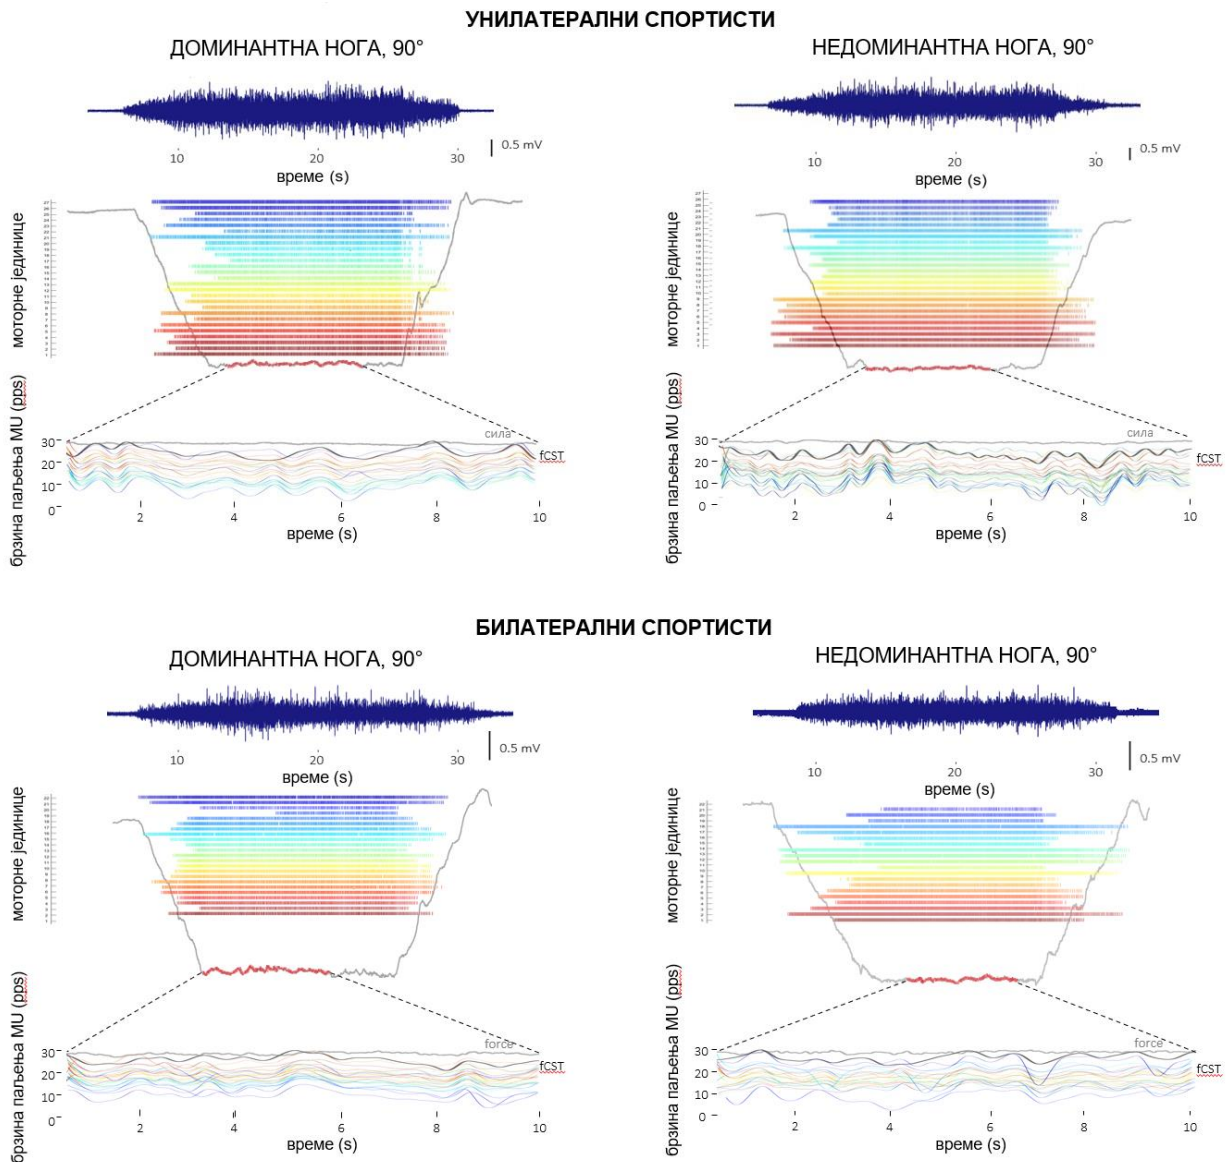 УНИЛАТЕРАЛНИ СПОРТИСТИ
ДОМИНАНТНА НОГА, 90°
НЕДОМИНАНТНА НОГА, 90°
0.5 mV
0.5 mV
10 20 30
10 20 30
време (s)
време (s)
моторне јединице
моторне јединице
брзина паљења MU (pps)
брзина паљења MU (pps)
сила
сила
fCST
fCST
30
20
10
0
30
20
10
0
2 4 6 8 10
2 4 6 8 10
време (s)
време (s)
БИЛАТЕРАЛНИ СПОРТИСТИ
ДОМИНАНТНА НОГА, 90°
НЕДОМИНАНТНА НОГА, 90°
0.5 mV
0.5 mV
10 20 30
10 20 30
време (s)
време (s)
моторне јединице
моторне јединице
брзина паљења MU (pps)
брзина паљења MU (pps)
force
force
fCST
fCST
30
20
10
0
30
20
10
0
2 4 6 8 10
2 4 6 8 10
време (s)
време (s)